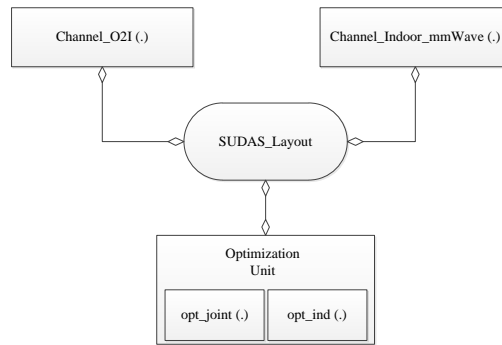 Channel_O2I (.)
Channel_Indoor_mmWave (.)
SUDAS_Layout
Optimization
Unit
opt_joint (.)
opt_ind (.)